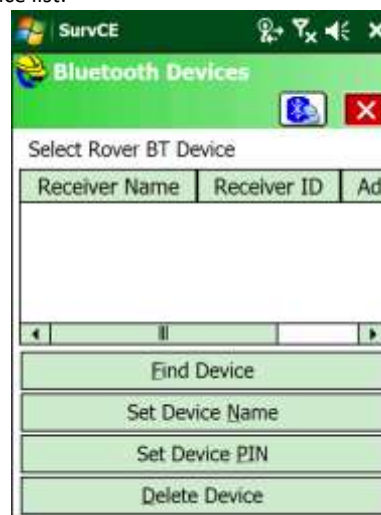 ce list:
SurvCE
Bluetooth Devices
Select Rover BT Device
Receiver Name Receiver ID Ad
Find Device
Set Device Name
Set Device PIN
Delete Device